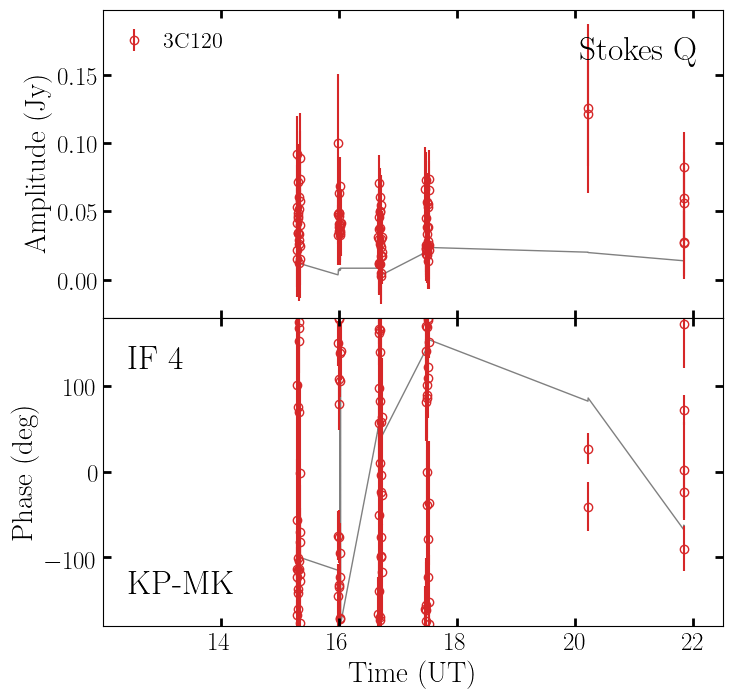 3C120
Stokes Q
Amplitude (Jy)
0.15
0.10
0.05
0.00
IF 4
KP-MK
Phase (deg)
100
0
−100
14 16 18 20 22
Time (UT)